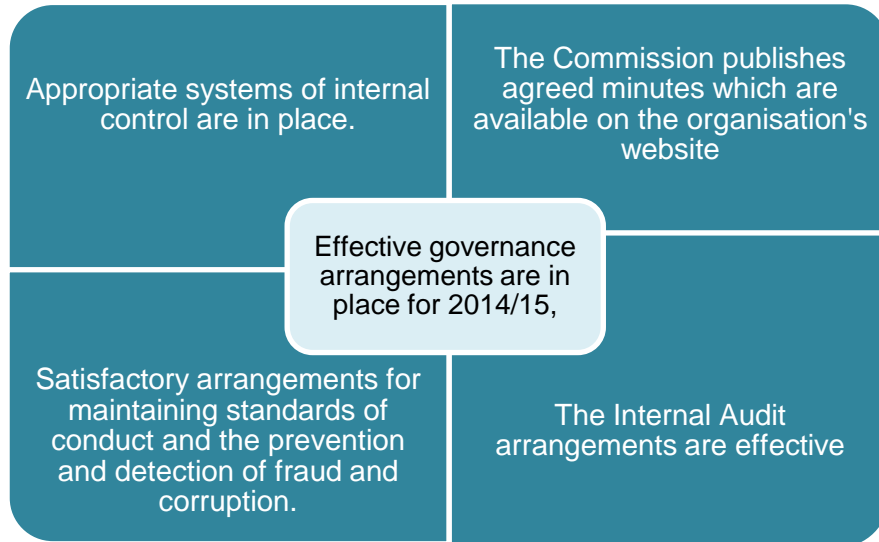 Appropriate systems of internal
control are in place.
The Commission publishes
agreed minutes which are
available on the organisation's
website
Effective governance
arrangements are in
place for 2014/15,
Satisfactory arrangements for
maintaining standards of
conduct and the prevention
and detection of fraud and
corruption.
The Internal Audit
arrangements are effective